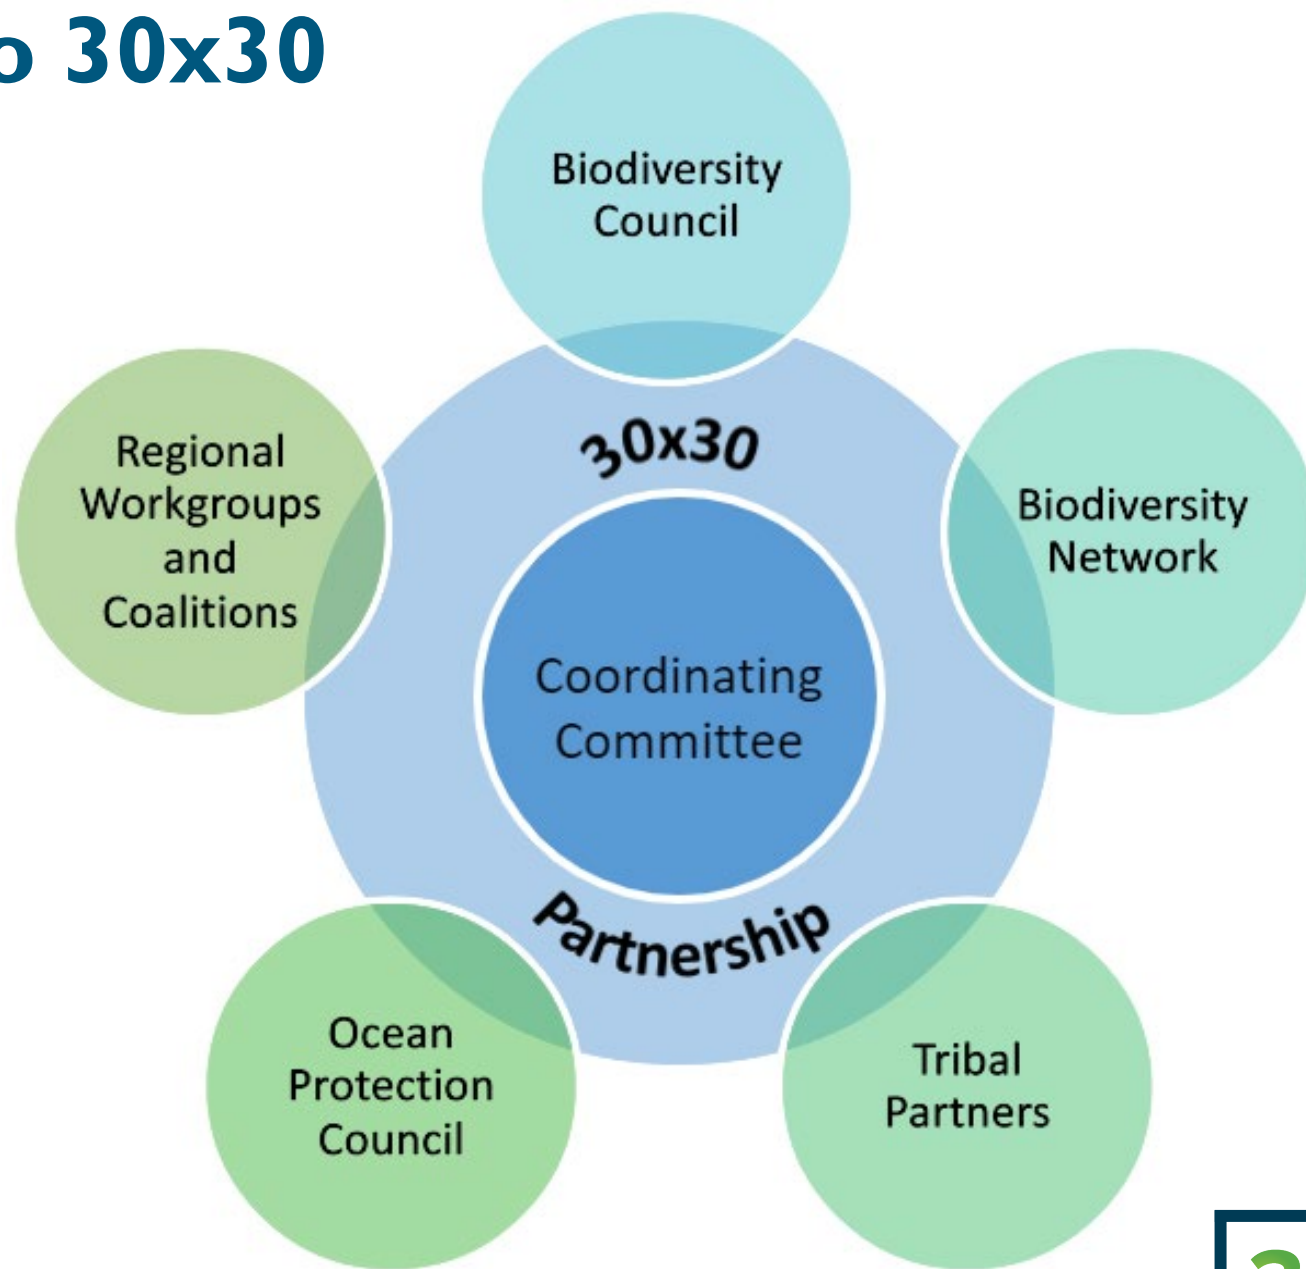 o 30x30
Biodiversity
Council
Regional
Workgroups
and
Coalitions
30x30
Biodiversity
Network
Coordinating
Committee
Partnership
Ocean
Protection
Council
Tribal
Partners